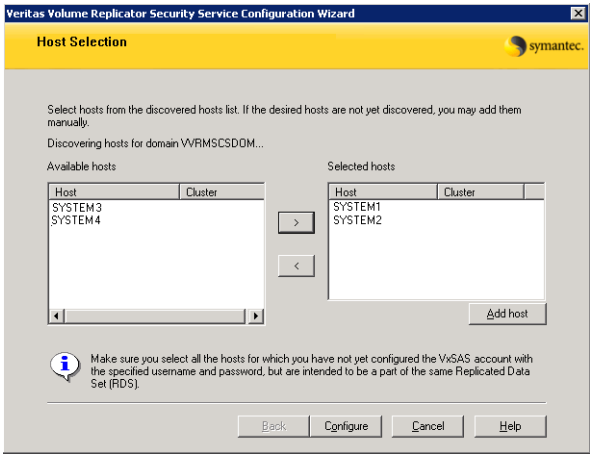 Veritas Volume Replicator Security Service Configuration Wizard
Host Selection
symantec.
Select hosts from the discovered hosts list. If the desired hosts are not yet discovered, you may add them
manually.
Discovering hosts for domain VVRMSCSDOM...
Available hosts
Selected hosts
Host Cluster
SYSTEM3
SYSTEM4
>
<
Host Cluster
SYSTEM1
SYSTEM2
Add host
Make sure you select all the hosts for which you have not yet configured the VxSAS account with
the specified username and password, but are intended to be a part of the same Replicated Data
Set (RDS).
Back Configure Cancel Help